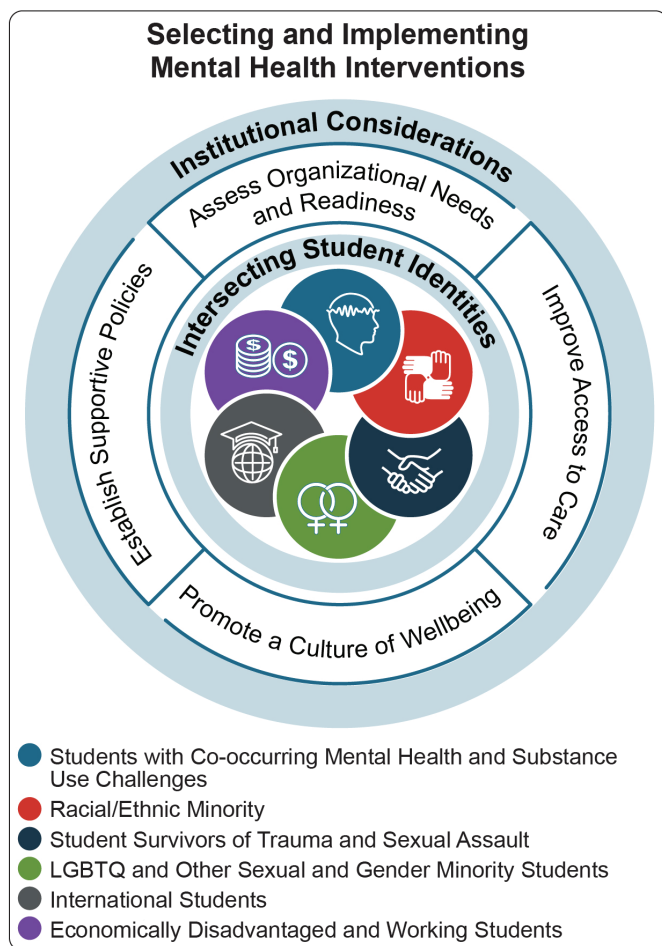 Selecting and Implementing
Mental Health Interventions
Institutional Considerations
Assess Organizational Needs
and Readiness
Intersecting Student Identities
Establish Supportive Policies
Improve Access to Care
$
$
Promote a Culture of Wellbeing
Students with Co-occurring Mental Health and Substance
Use Challenges
Racial/Ethnic Minority
Student Survivors of Trauma and Sexual Assault
LGBTQ and Other Sexual and Gender Minority Students
International Students
Economically Disadvantaged and Working Students